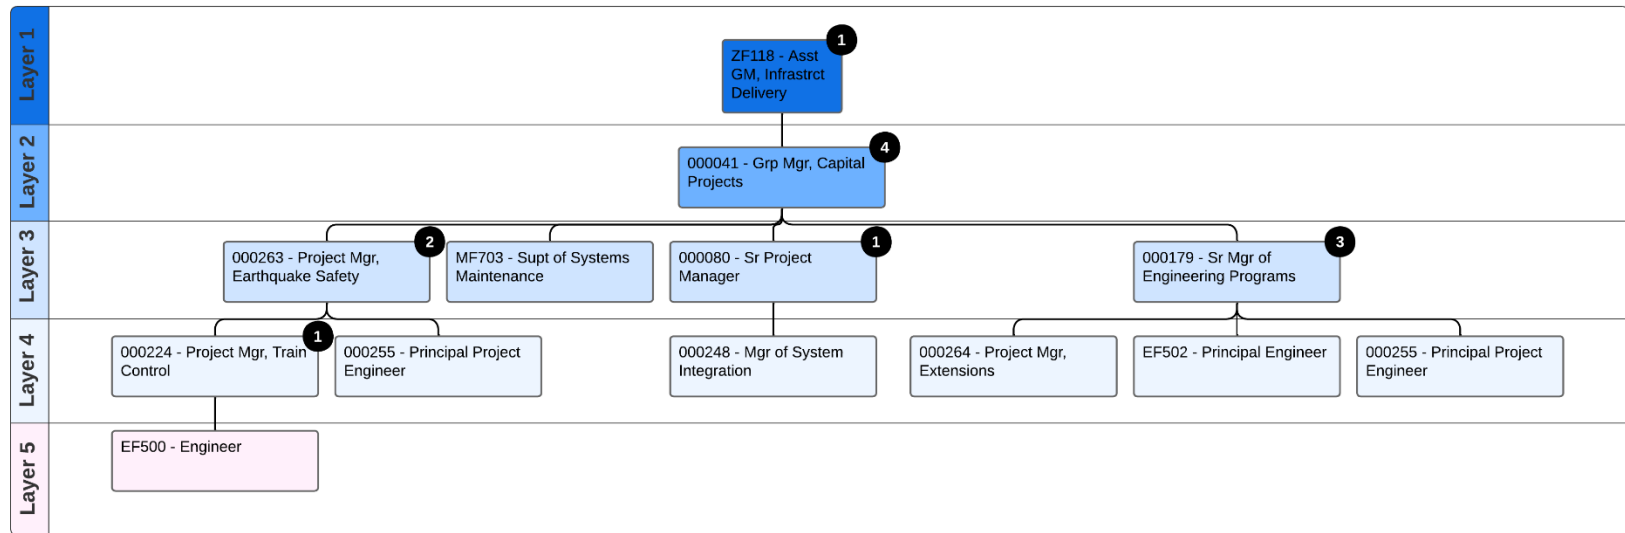 Layer 1
1
ZF118 - Asst
GM, Infrastrct
Delivery
Layer 2
4
000041 - Grp Mgr, Capital
Projects
Layer 3
2
000263 - Project Mgr,
Earthquake Safety
MF703 - Supt of Systems
Maintenance
1
000080 - Sr Project
Manager
3
000179 - Sr Mgr of
Engineering Programs
Layer 4
1
000224 - Project Mgr, Train
Control
000255 - Principal Project
Engineer
000248 - Mgr of System
Integration
000264 - Project Mgr,
Extensions
EF502 - Principal Engineer
000255 - Principal Project
Engineer
Layer 5
EF500 - Engineer